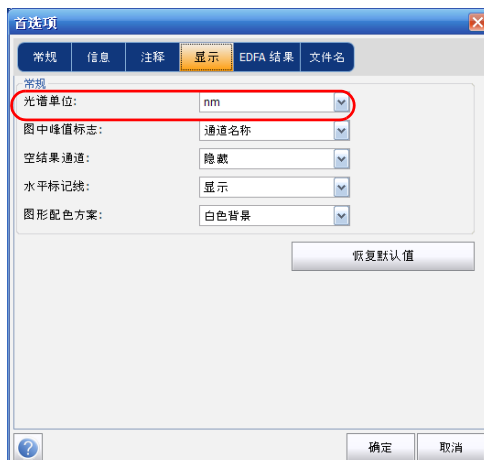 首选项
常规 信息 注释 显示 EDFA 结果 文件名
常规
光谱单位: nm
图中峰值标志: 通道名称
空结果通道: 隐藏
水平标记线: 显示
图形配色方案: 白色背景
恢复默认值
确定 取消